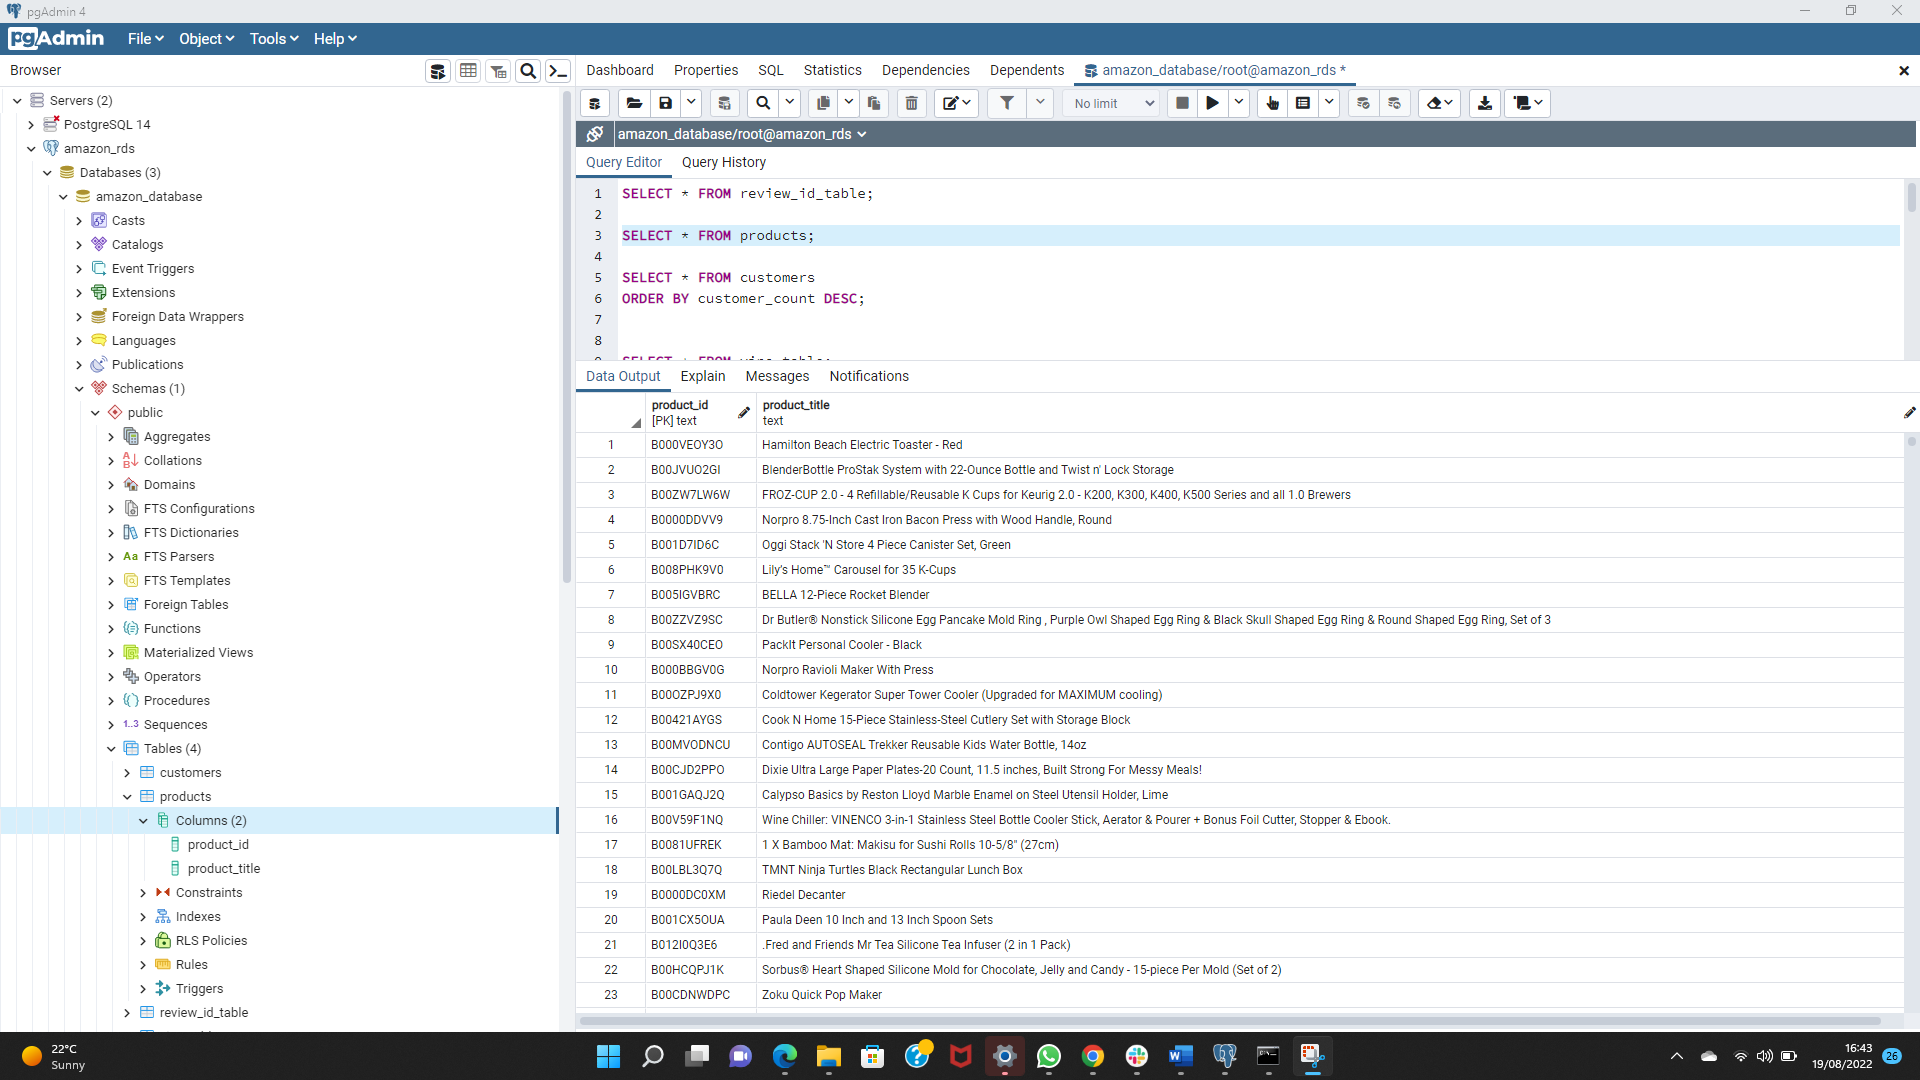 pgAdmin 4
pgAdmin File Object Tools Help
Browser
Servers (2)
PostgreSQL 14
amazon_rds
Databases (3)
amazon_database
Casts
Catalogs
Event Triggers
Extensions
Foreign Data Wrappers
Languages
Publications
Schemas (1)
public
Aggregates
Collations
Domains
FTS Configurations
FTS Dictionaries
Aa FTS Parsers
FTS Templates
Foreign Tables
Functions
Materialized Views
Operators
Procedures
1..3 Sequences
Tables (4)
customers
products
Columns (2)
product_id
product_title
Constraints
Indexes
RLS Policies
Rules
Triggers
review_id_table
Dashboard Properties SQL Statistics Dependencies Dependents amazon_database/root@amazon_rds *
No limit
amazon_database/root@amazon_rds
Query Editor Query History
1 SELECT * FROM review_id_table;
2
3 SELECT * FROM products;
4
5 SELECT * FROM customers
6 ORDER BY customer_count DESC;
7
8
9 SELECT * FROM vine_table;
Data Output Explain Messages Notifications
product_id product_title
[PK] text text
1 B000VEOY3O Hamilton Beach Electric Toaster - Red
2 B00JVUO2GI BlenderBottle ProStak System with 22-Ounce Bottle and Twist n' Lock Storage
3 B00ZW7LW6W FROZ-CUP 2.0 - 4 Refillable/Reusable K Cups for Keurig 2.0 - K200, K300, K400, K500 Series and all 1.0 Brewers
4 B0000DDVV9 Norpro 8.75-Inch Cast Iron Bacon Press with Wood Handle, Round
5 B001D7ID6C Oggi Stack 'N Store 4 Piece Canister Set, Green
6 B008PHK9V0 Lily's Home™ Carousel for 35 K-Cups
7 B005IGVBRC BELLA 12-Piece Rocket Blender
8 B00ZZVZ9SC Dr Butler® Nonstick Silicone Egg Pancake Mold Ring , Purple Owl Shaped Egg Ring & Black Skull Shaped Egg Ring & Round Shaped Egg Ring, Set of 3
9 B00SX40CEO PackIt Personal Cooler - Black
10 B000BBGV0G Norpro Ravioli Maker With Press
11 B00OZPJ9X0 Coldtower Kegerator Super Tower Cooler (Upgraded for MAXIMUM cooling)
12 B00421AYGS Cook N Home 15-Piece Stainless-Steel Cutlery Set with Storage Block
13 B00MVODNCU Contigo AUTOSEAL Trekker Reusable Kids Water Bottle, 14oz
14 B00CJD2PPO Dixie Ultra Large Paper Plates-20 Count, 11.5 inches, Built Strong For Messy Meals!
15 B001GAQJ2Q Calypso Basics by Reston Lloyd Marble Enamel on Steel Utensil Holder, Lime
16 B00V59F1NQ Wine Chiller: VINENCO 3-in-1 Stainless Steel Bottle Cooler Stick, Aerator & Pourer + Bonus Foil Cutter, Stopper & Ebook.
17 B0081UFREK 1 X Bamboo Mat: Makisu for Sushi Rolls 10-5/8" (27cm)
18 B00LBL3Q7Q TMNT Ninja Turtles Black Rectangular Lunch Box
19 B0000DC0XM Riedel Decanter
20 B001CX5OUA Paula Deen 10 Inch and 13 Inch Spoon Sets
21 B012I0Q3E6 .Fred and Friends Mr Tea Silicone Tea Infuser (2 in 1 Pack)
22 B00HCQPJ1K Sorbus® Heart Shaped Silicone Mold for Chocolate, Jelly and Candy - 15-piece Per Mold (Set of 2)
23 B00CDNWDPC Zoku Quick Pop Maker
22°C
Sunny
16:43
19/08/2022
26